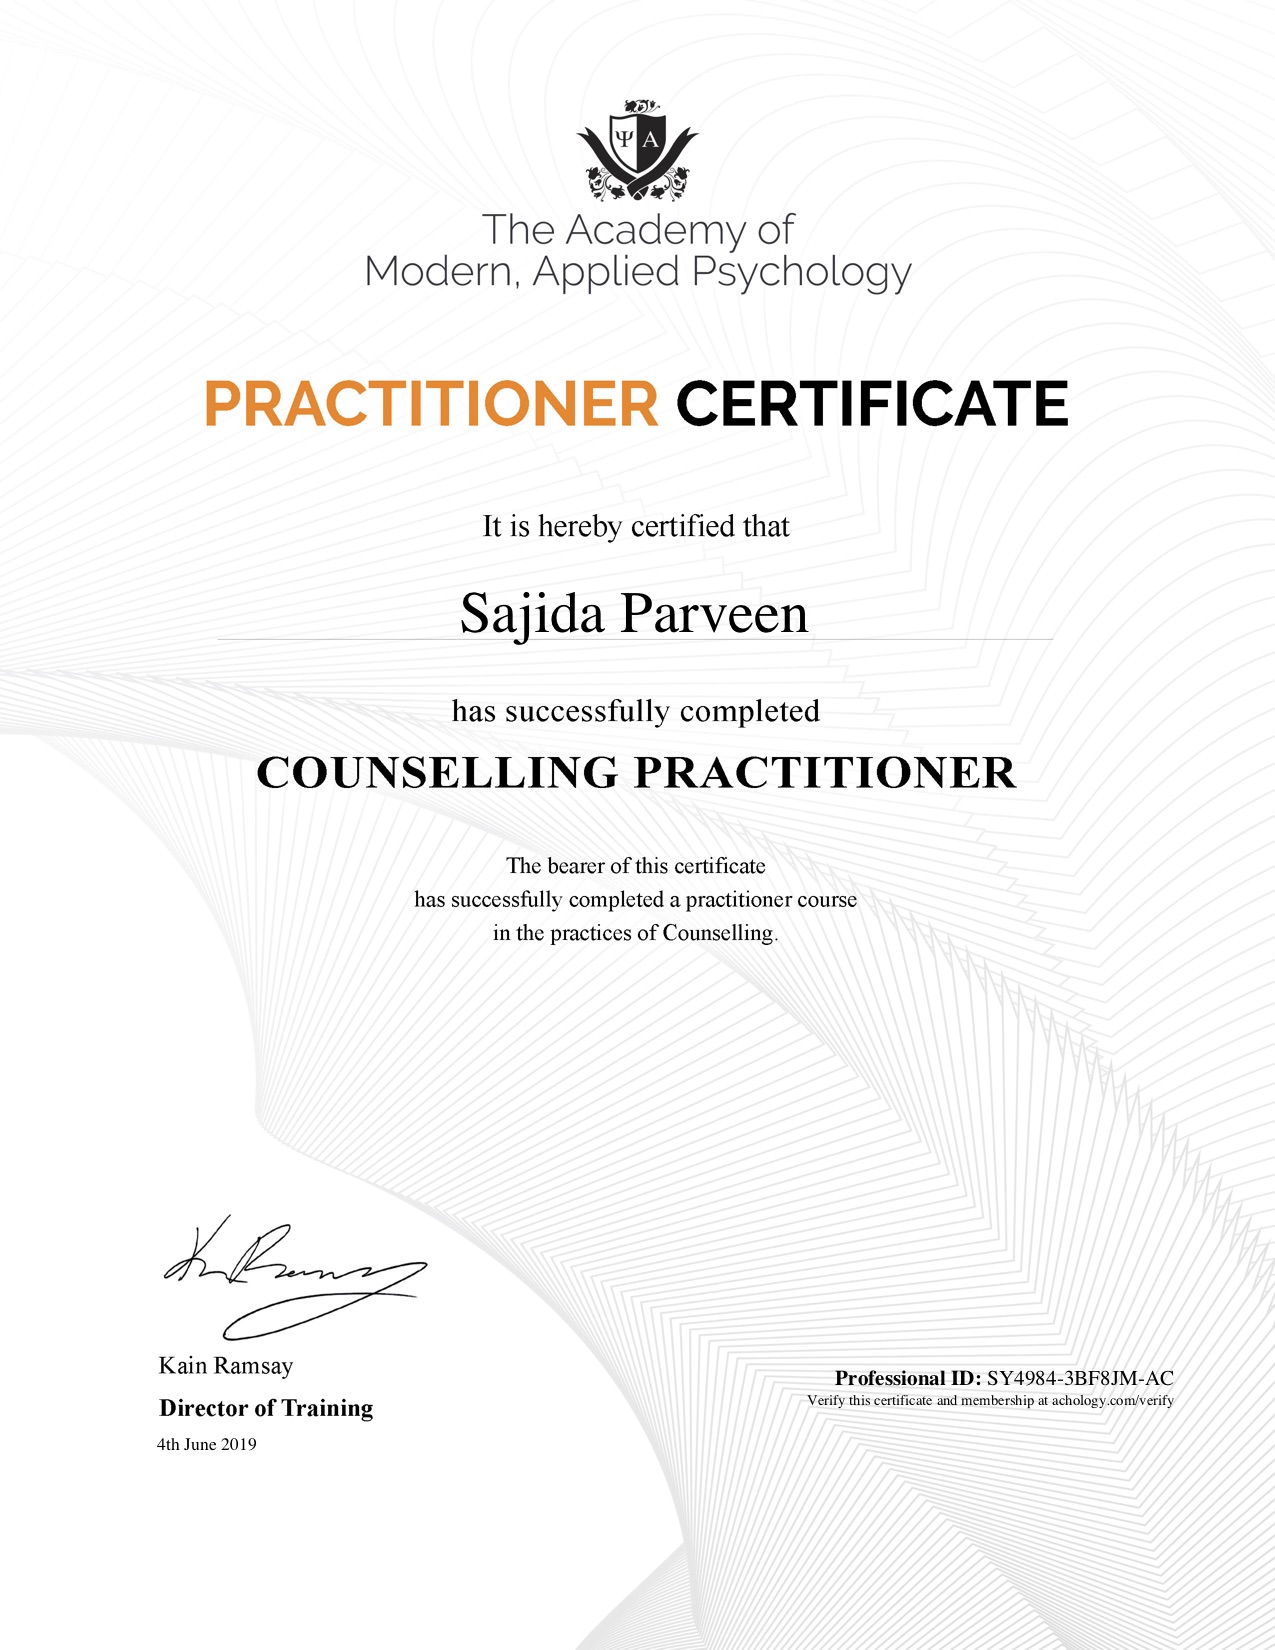 Ψ A
The Academy of
Modern, Applied Psychology
PRACTITIONER CERTIFICATE
It is hereby certified that
Sajida Parveen
has successfully completed
COUNSELLING PRACTITIONER
The bearer of this certificate
has successfully completed a practitioner course
in the practices of Counselling.
Kain Ramsay
Director of Training
4th June 2019
Professional ID: SY4984-3BF8JM-AC
Verify this certificate and membership at achology.com/verify